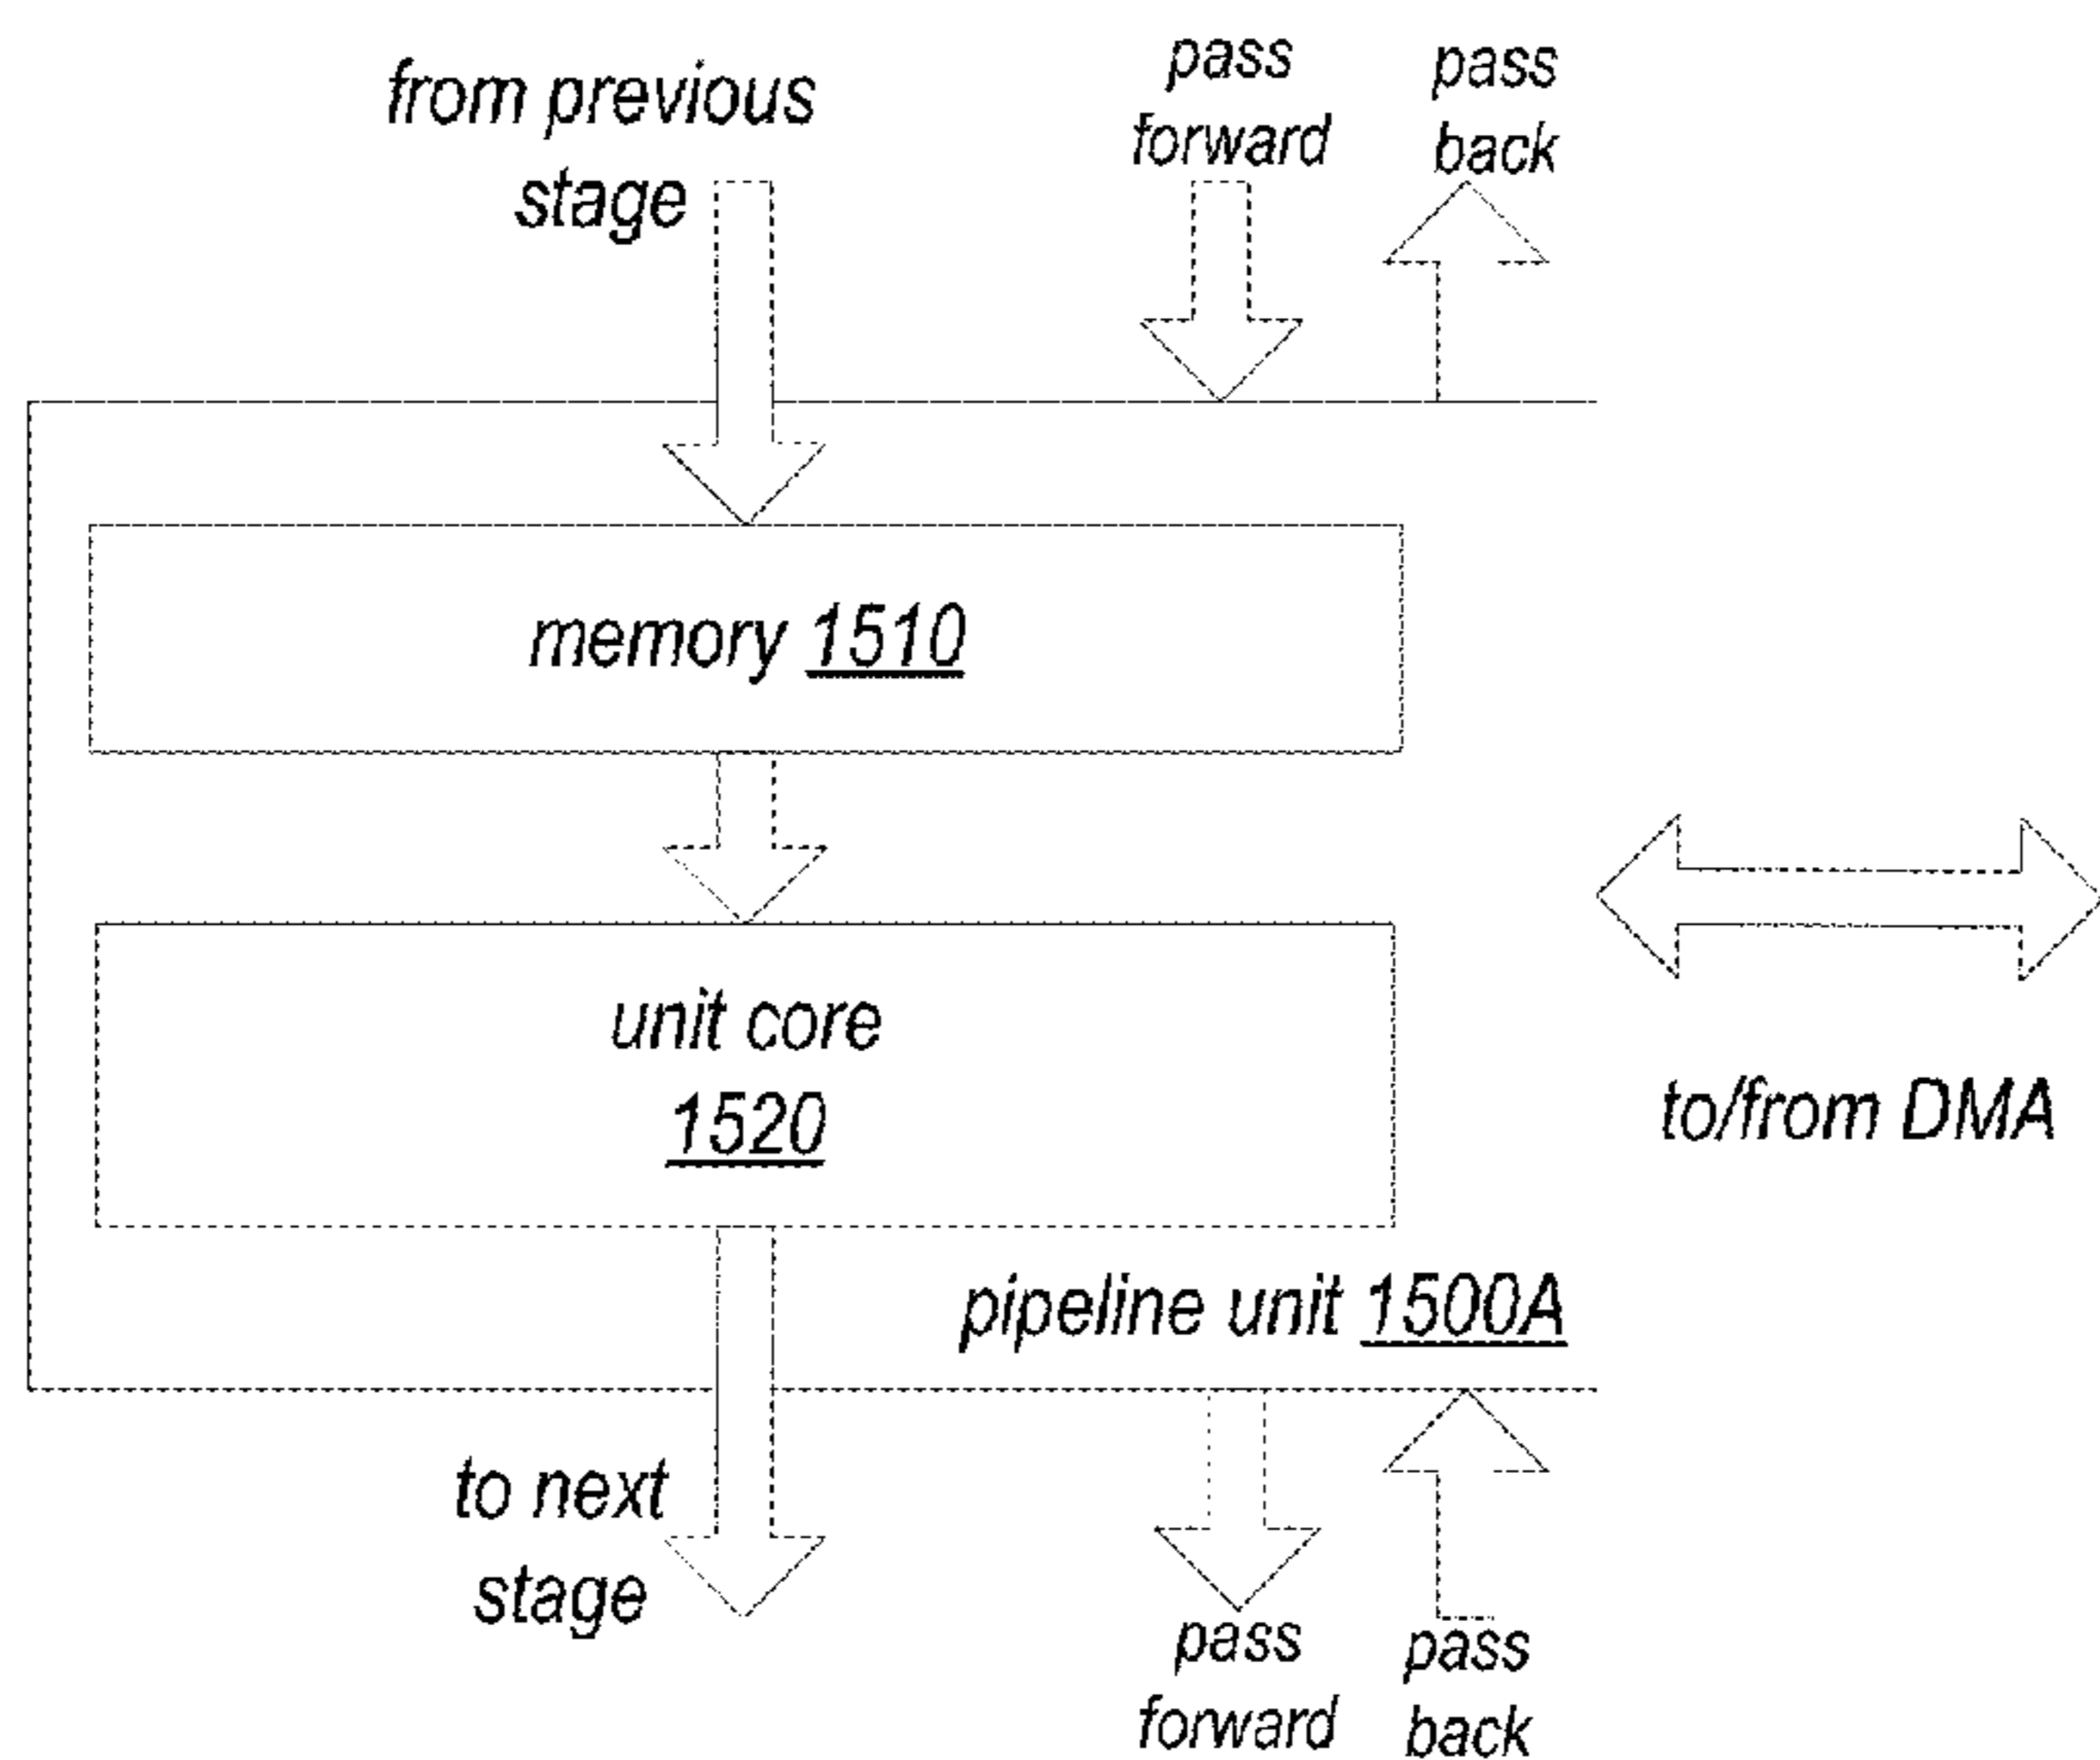 from previous
stage
pass
forward
pass
back
memory 1510
unit core
1520
to/from DMA
pipeline unit 1500A
to next
stage
pass
forward
pass
back